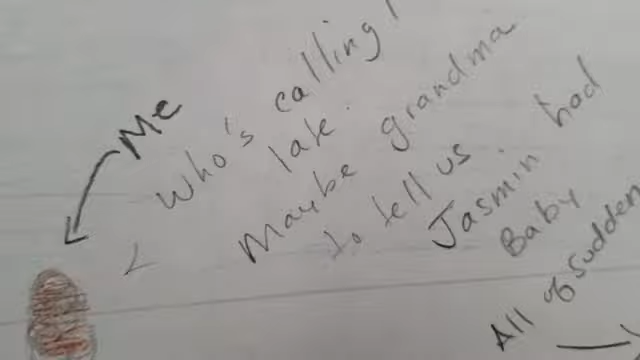 Me
Who's calling!
late.
Maybe grandma
to tell us.
Jasmin had
Baby
All of sudden